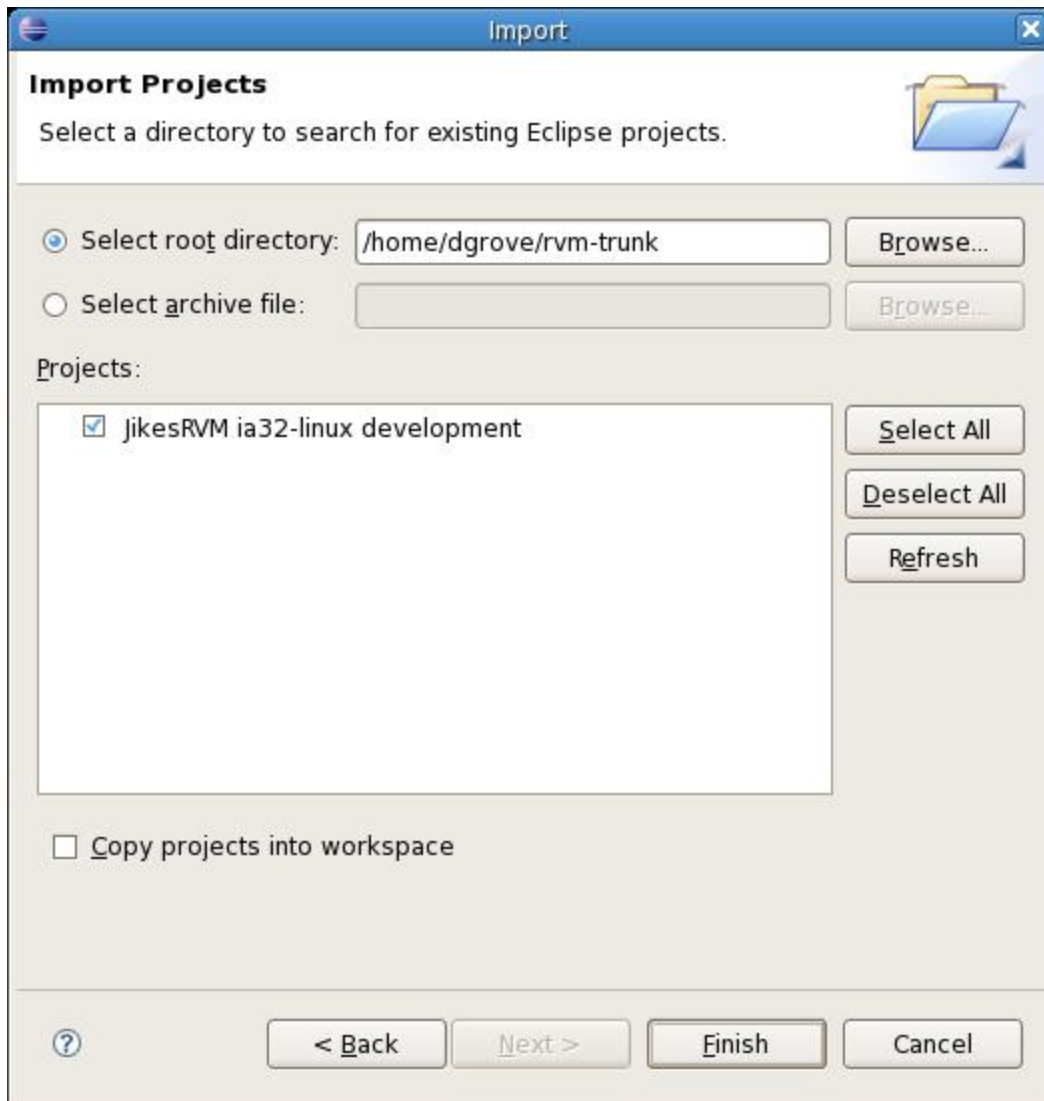 Import
Import Projects
Select a directory to search for existing Eclipse projects.
Select root directory: /home/dgrove/rvm-trunk Browse...
Select archive file: Browse...
Projects:
JikesRVM ia32-linux development
Select All
Deselect All
Refresh
Copy projects into workspace
< Back Next > Finish Cancel